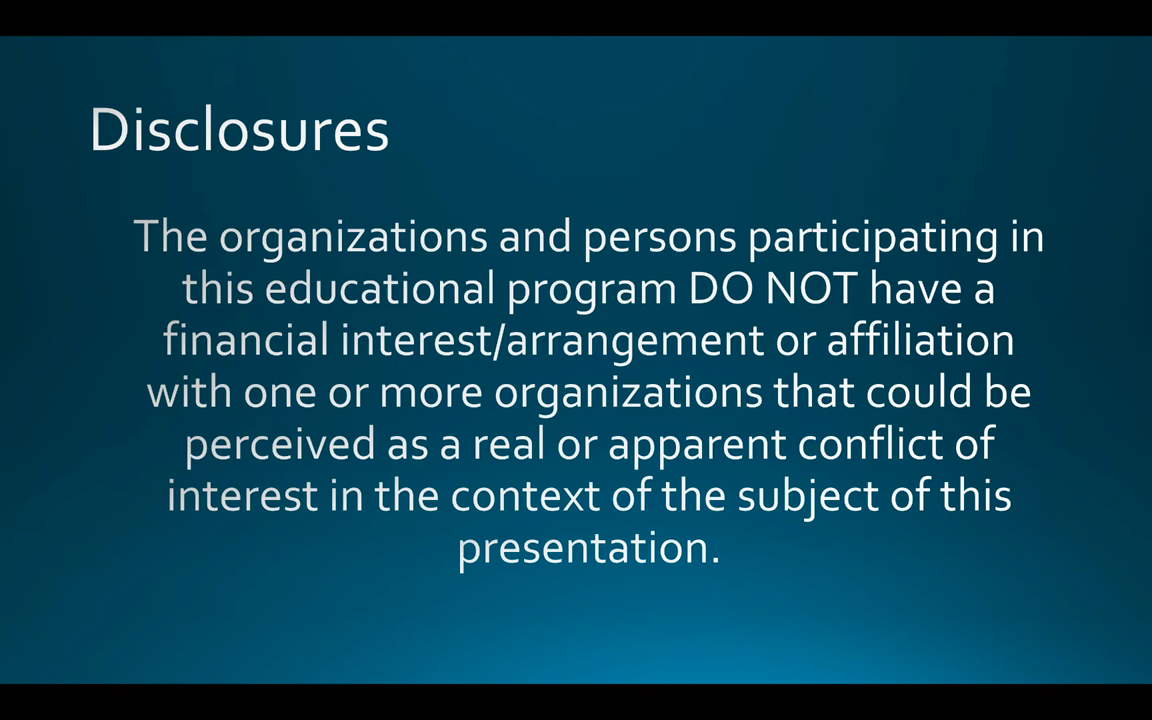 Disclosures
The organizations and persons participating in
this educational program DO NOT have a
financial interest/arrangement or affiliation
with one or more organizations that could be
perceived as a real or apparent conflict of
interest in the context of the subject of this
presentation.